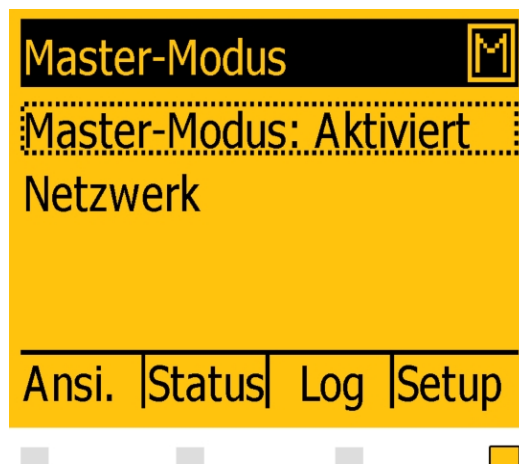 Master-Modus M
Master-Modus: Aktiviert
Netzwerk
Ansi. Status Log Setup